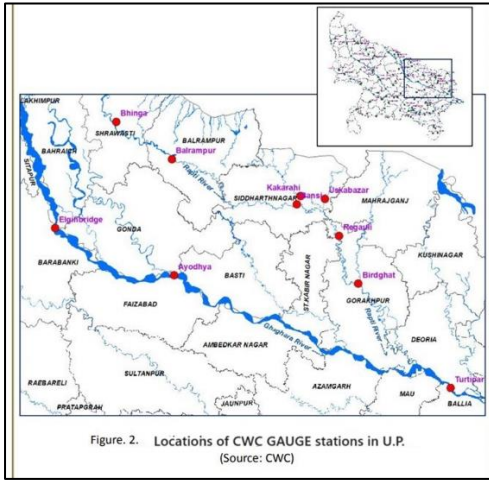 LAKHIMPUR
Bhinga
SHRAWASTI
BALRAMPUR
BAHRAICH
Balrampur
SITAPUR
Rapti River
Kakarahi
Bansi
Uskabazar
SIDDHARTHNAGAR
MAHRAJGANJ
Elginbridge
GONDA
Regauli
KUSHINAGAR
BARABANKI
Ayodhya
BASTI
ST.KABIR NAGAR
Birdghat
GORAKHPUR
FAIZABAD
Rapti River
Ghaghara River
DEORIA
AMBEDKAR NAGAR
SULTANPUR
RAEBARELI
AZAMGARH
Turtipar
PRATAPGRAH
JAUNPUR
MAU
BALLIA
Figure. 2. Locations of CWC GAUGE stations in U.P.
(Source: CWC)